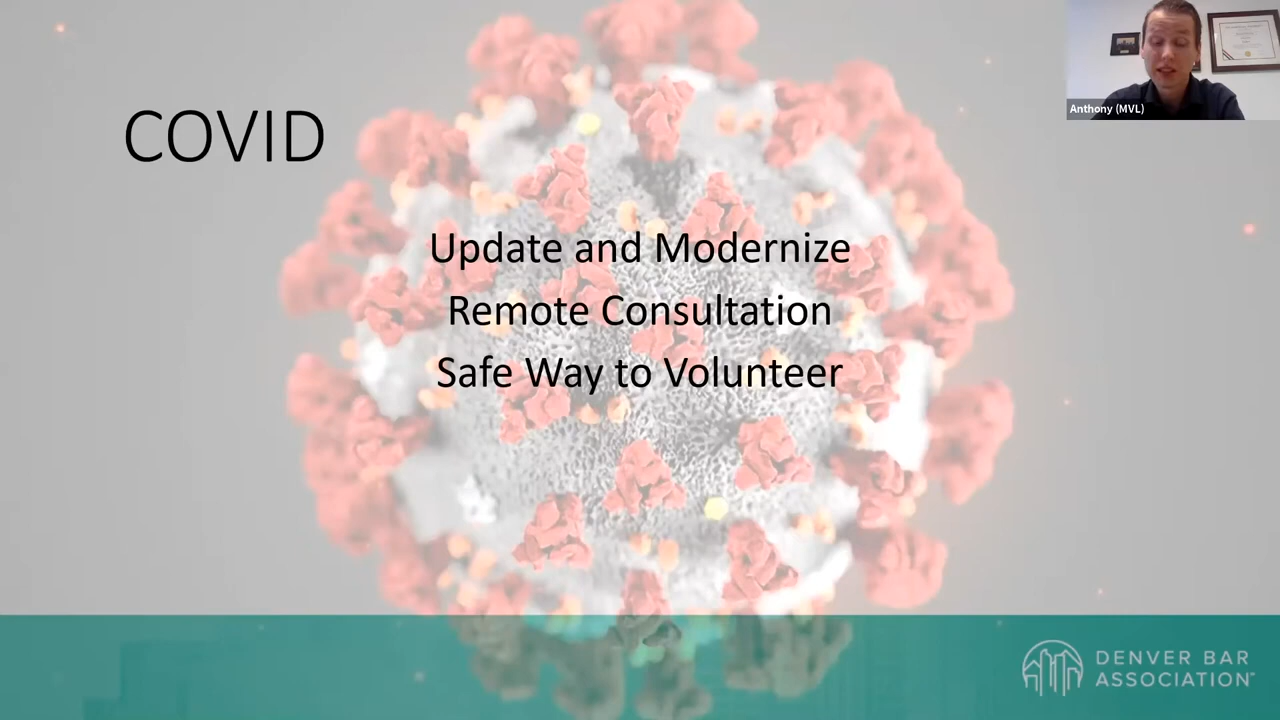 COVID
Anthony (MVL)
Update and Modernize
Remote Consultation
Safe Way to Volunteer
DENVER BAR
ASSOCIATION